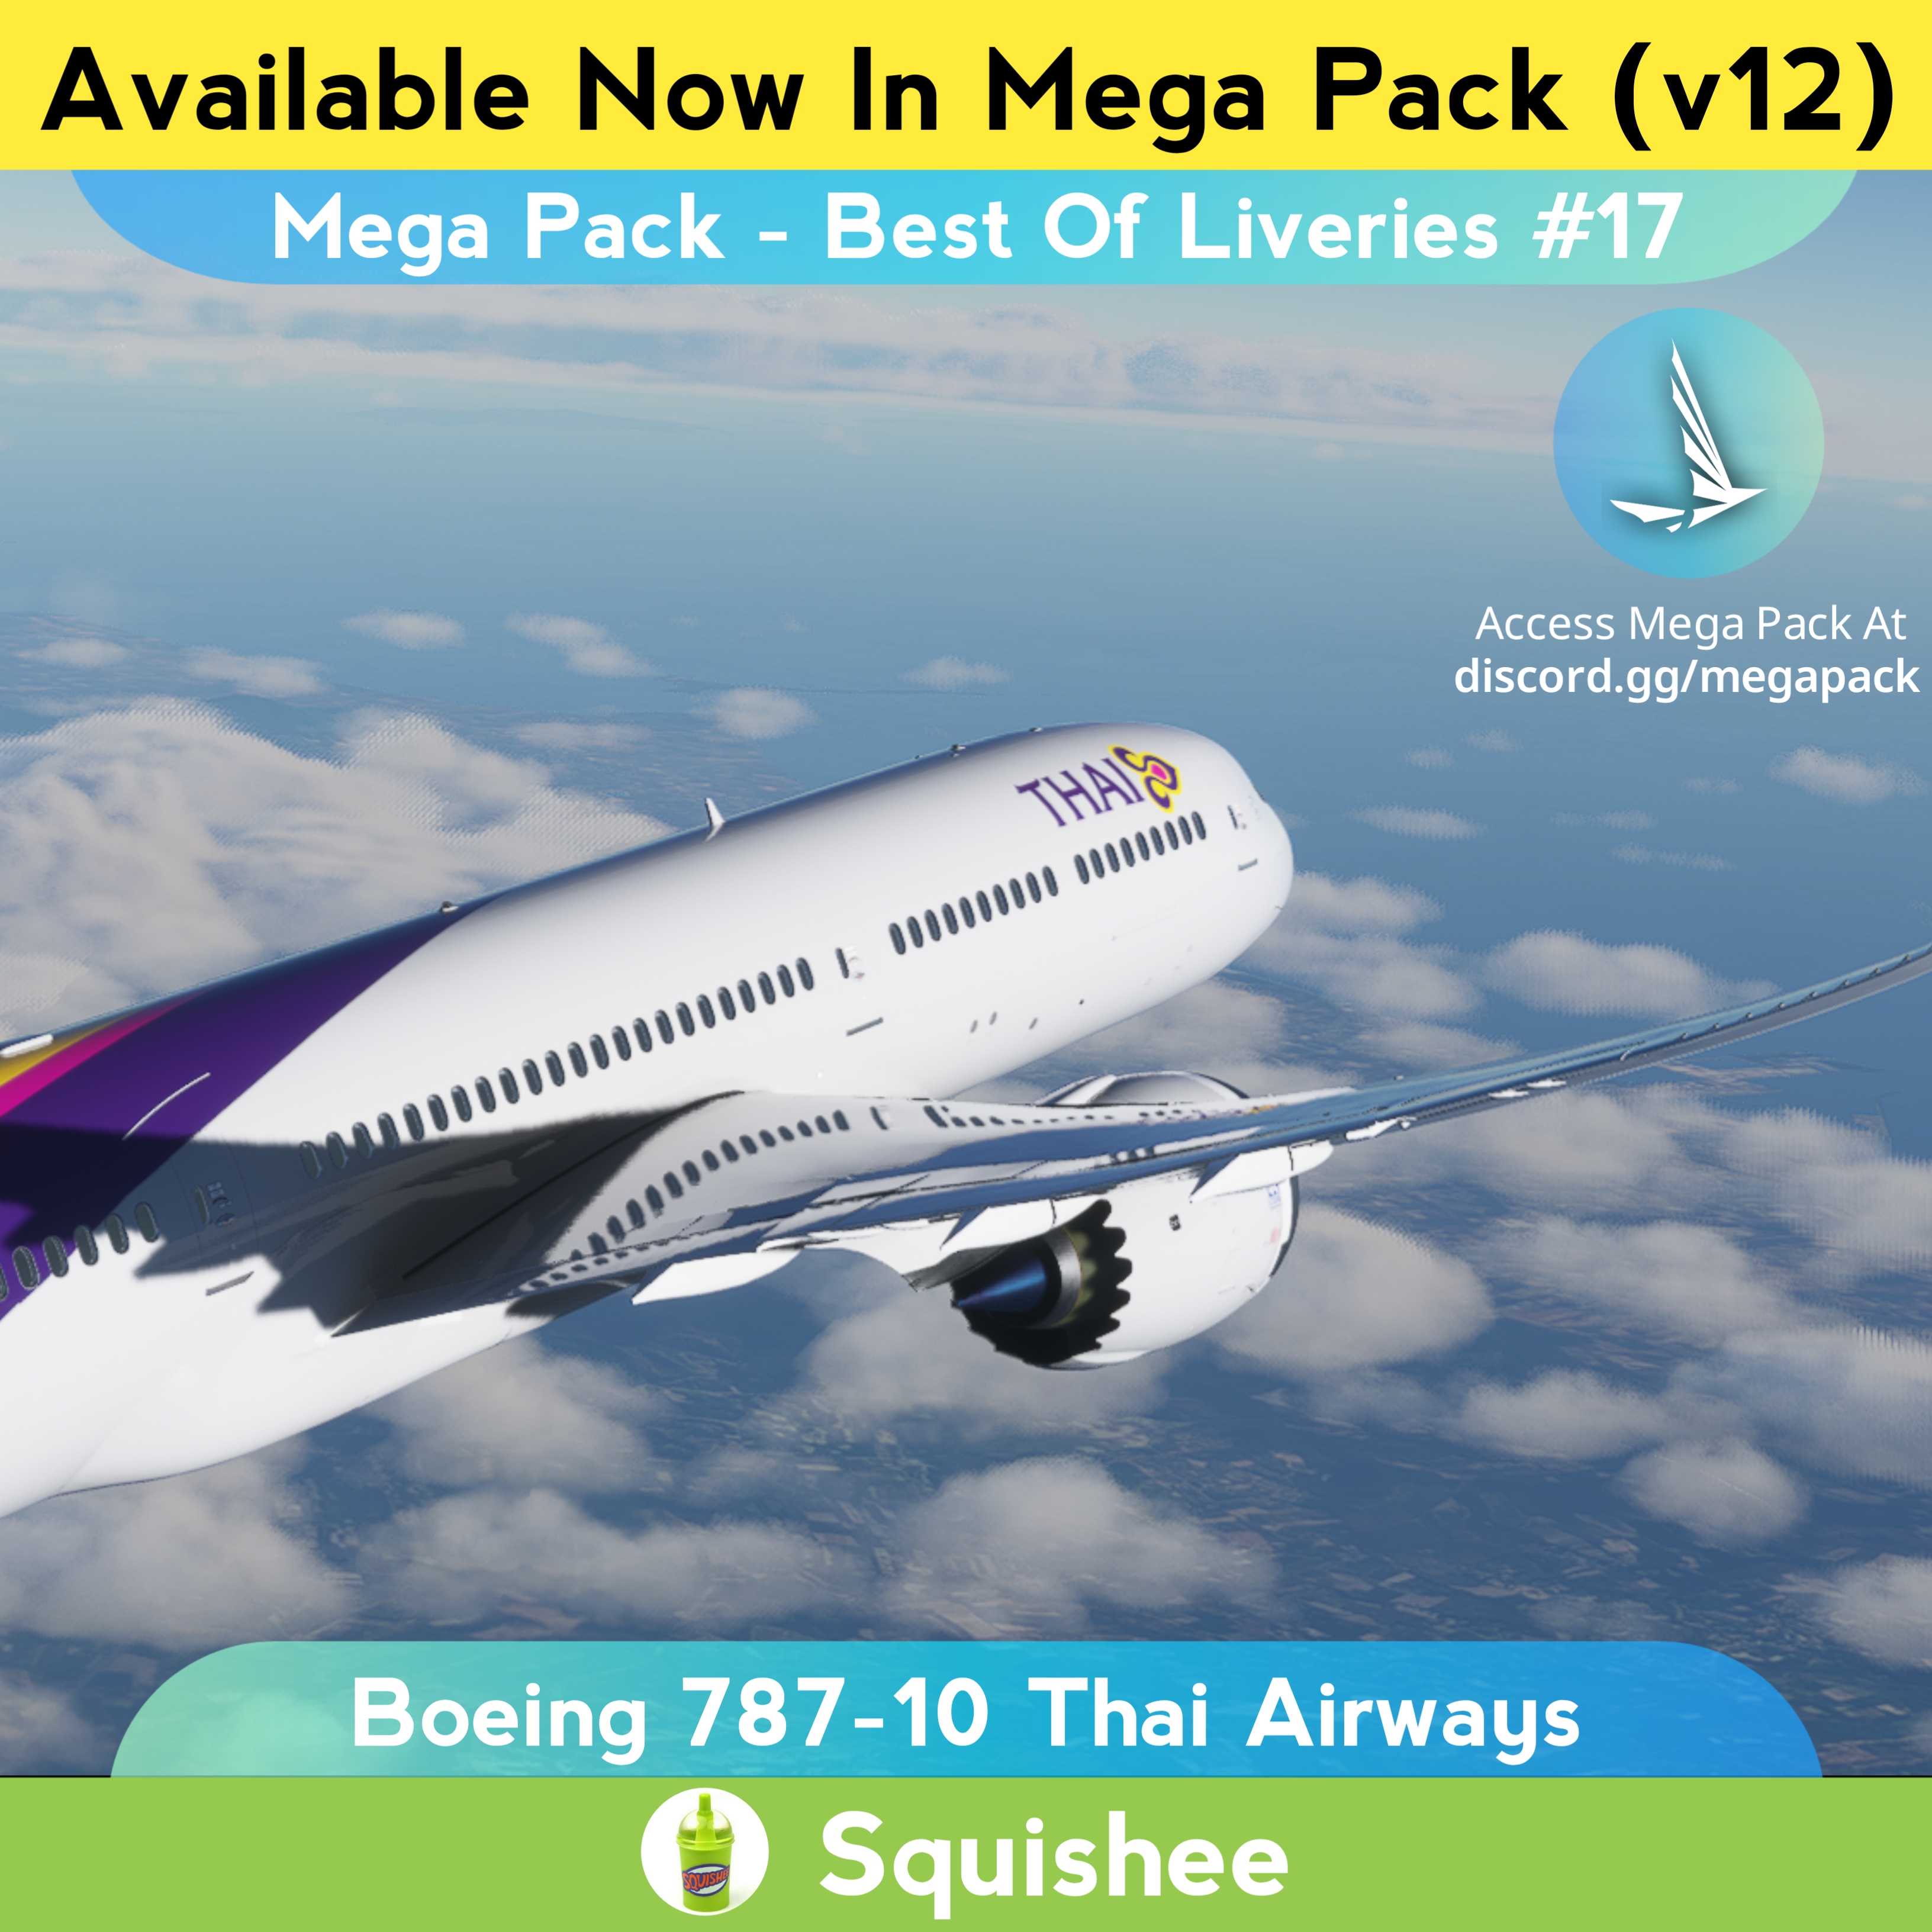 Available Now In Mega Pack (v12)
Mega Pack - Best Of Liveries #17
Access Mega Pack At
discord.gg/megapack
THAI
Boeing 787-10 Thai Airways
SQUISHEE
Squishee